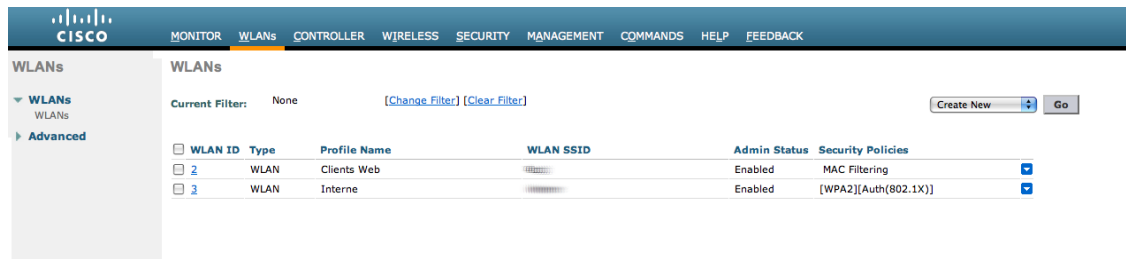 CISCO
MONITOR WLANs CONTROLLER WIRELESS SECURITY MANAGEMENT COMMANDS HELP FEEDBACK
WLANs
WLANs
WLANs
Advanced
WLANs
Current Filter: None [Change Filter] [Clear Filter]
Create New Go
WLAN ID Type Profile Name WLAN SSID Admin Status Security Policies
2 WLAN Clients Web Enabled MAC Filtering
3 WLAN Interne Enabled [WPA2][Auth(802.1X)]